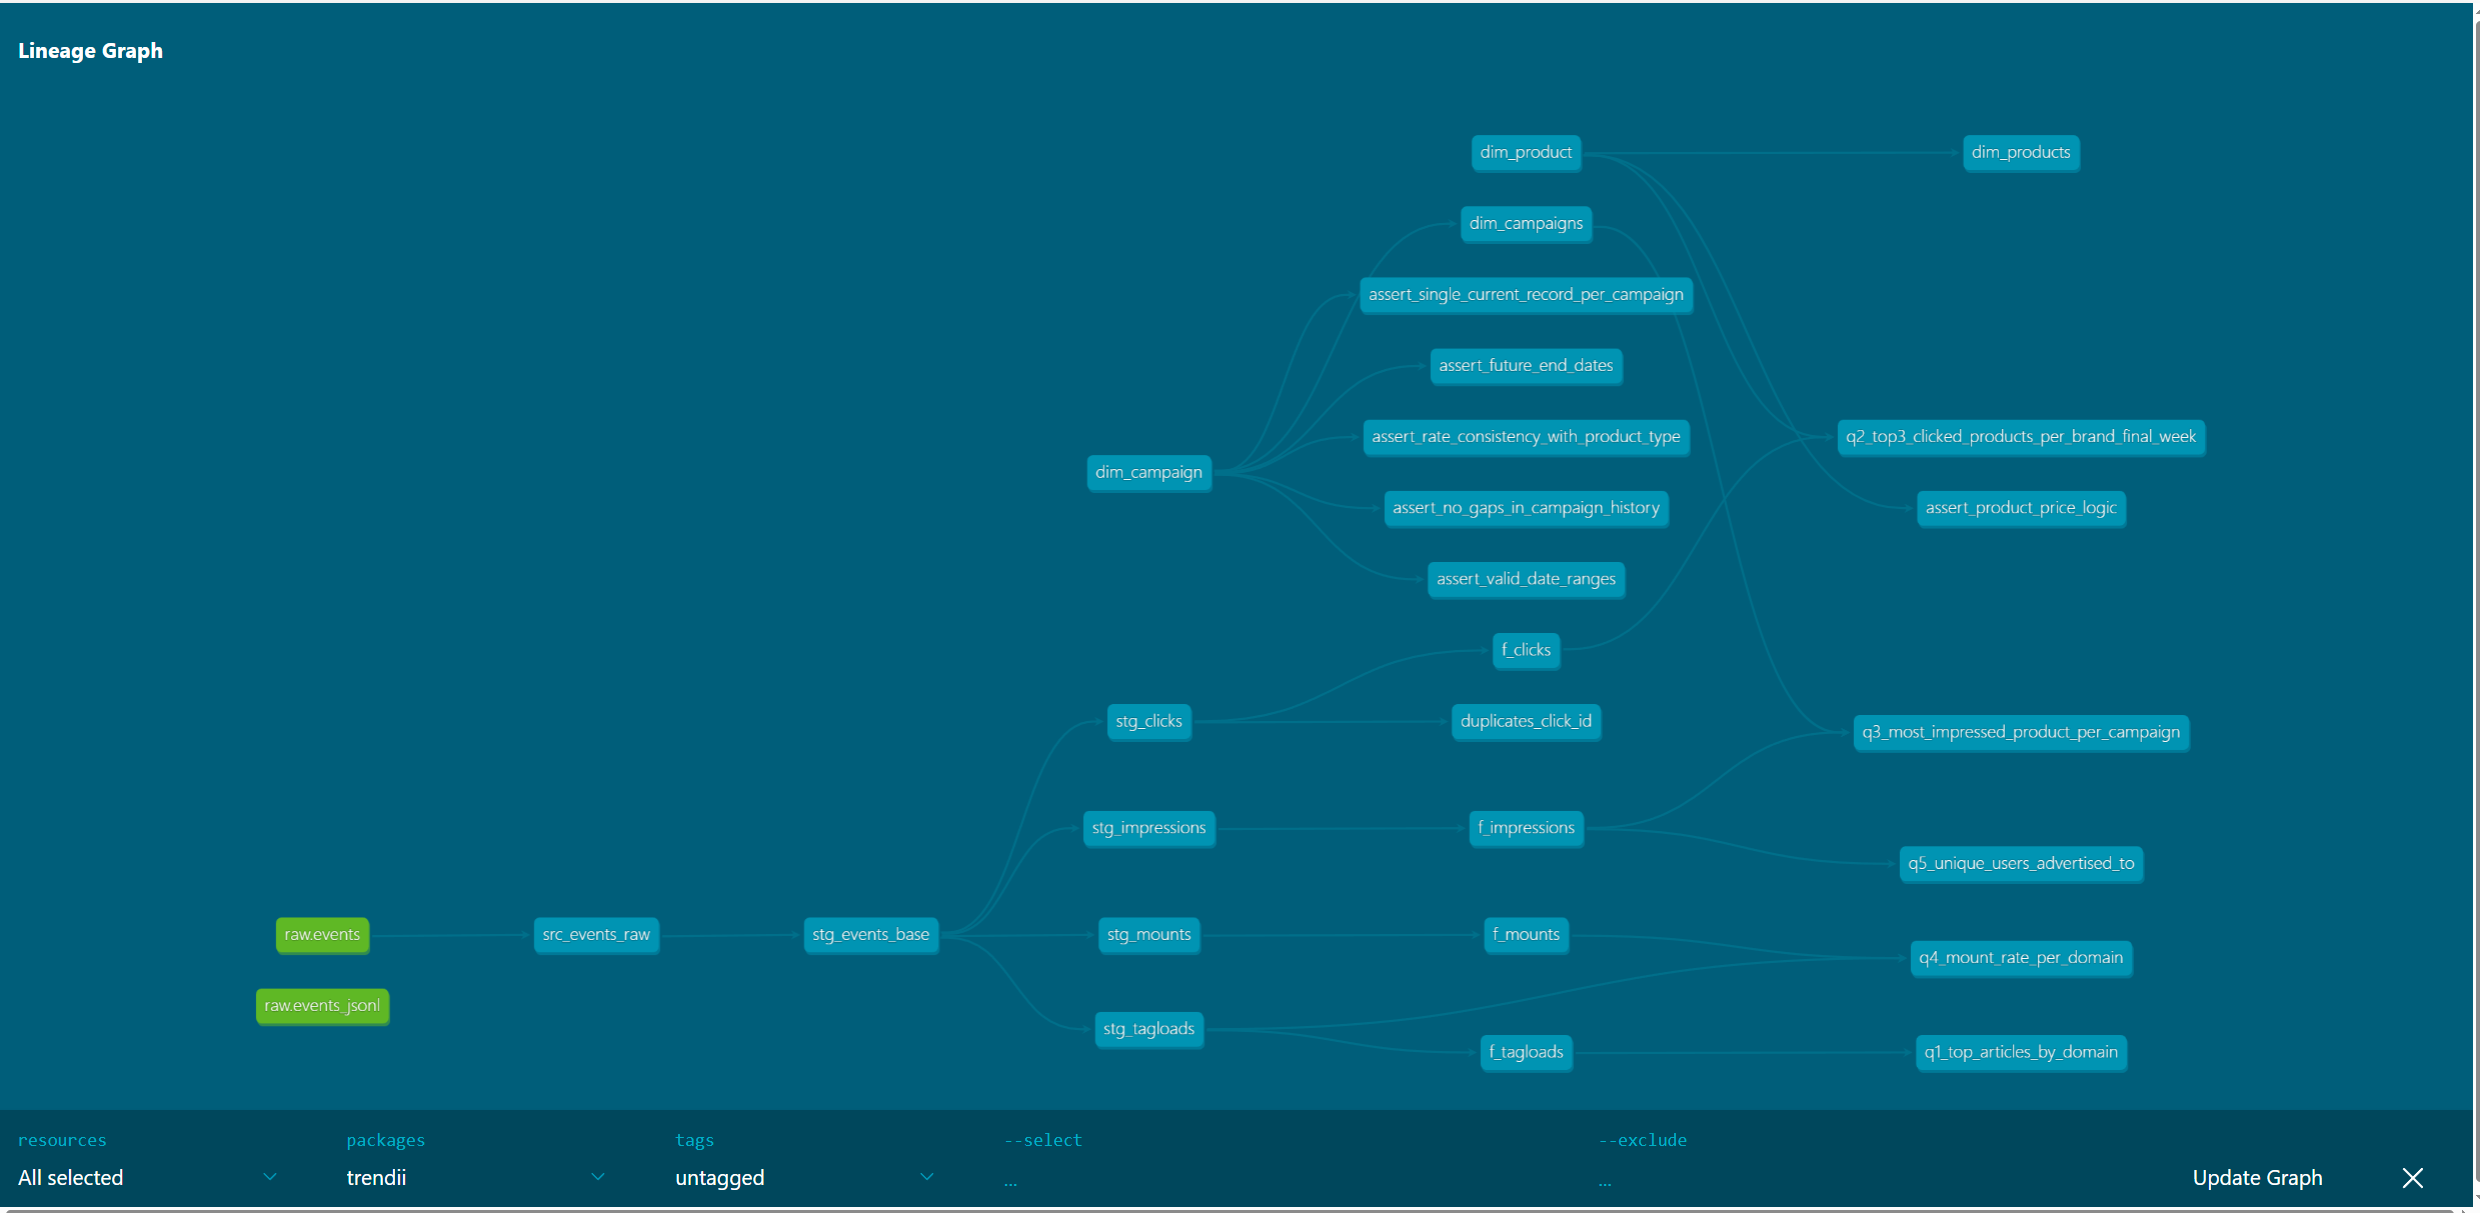 Lineage Graph
dim_product
dim_products
dim_campaigns
assert_single_current_record_per_campaign
assert_future_end_dates
assert_rate_consistency_with_product_type
q2_top3_clicked_products_per_brand_final_week
dim_campaign
assert_no_gaps_in_campaign_history
assert_product_price_logic
assert_valid_date_ranges
f_clicks
stg_clicks
duplicates_click_id
q3_most_impressed_product_per_campaign
stg_impressions
f_impressions
q5_unique_users_advertised_to
raw.events
src_events_raw
stg_events_base
stg_mounts
f_mounts
q4_mount_rate_per_domain
raw.events_jsonl
stg_tagloads
f_tagloads
q1_top_articles_by_domain
resources
packages
tags
--select
--exclude
All selected
trendii
untagged
...
...
Update Graph